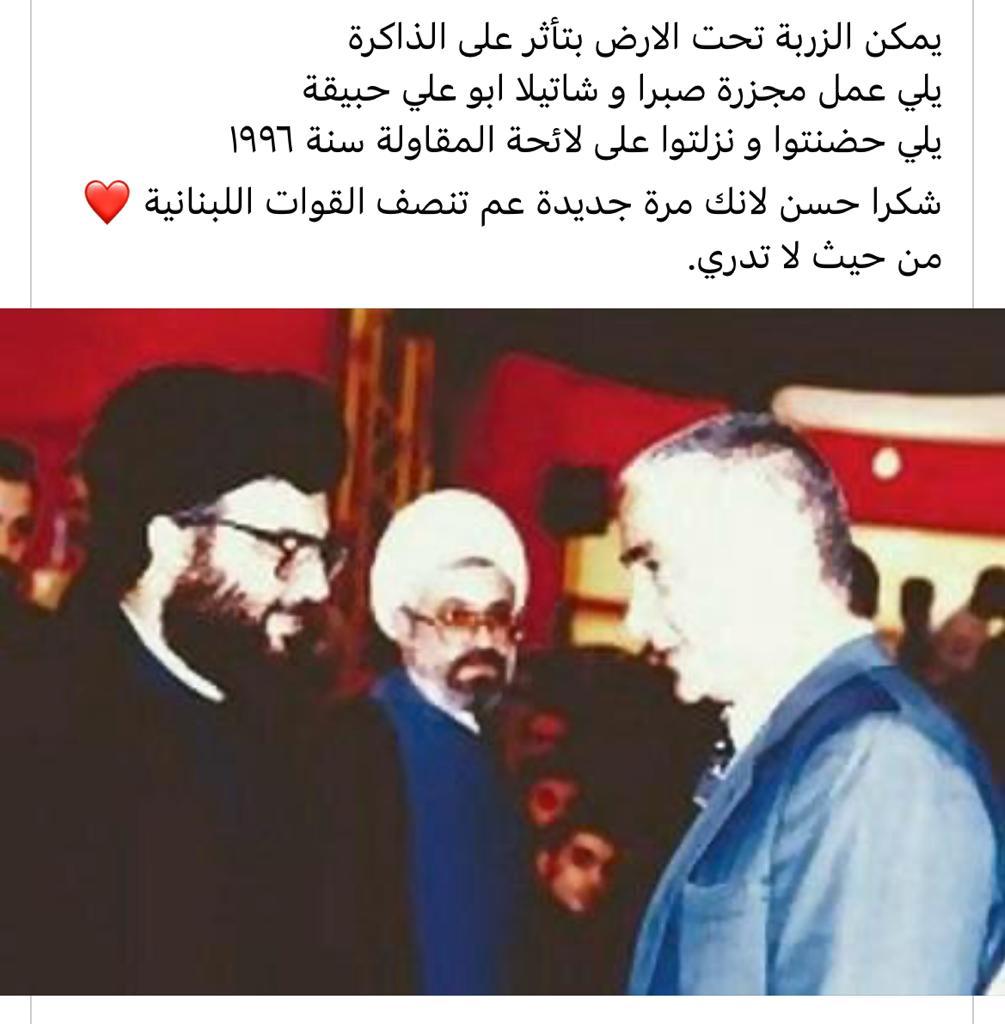 يمكن الزربة تحت الارض بتأثر على الذاكرة
يلي عمل مجزرة صبرا و شاتيلا ابو علي حبيقة
يلي حضنتوا و نزلتوا على لائحة المقاولة سنة ١٩٩٦
شكرا حسن لانك مرة جديدة عم تنصف القوات اللبنانية ❤️
من حيث لا تدري.